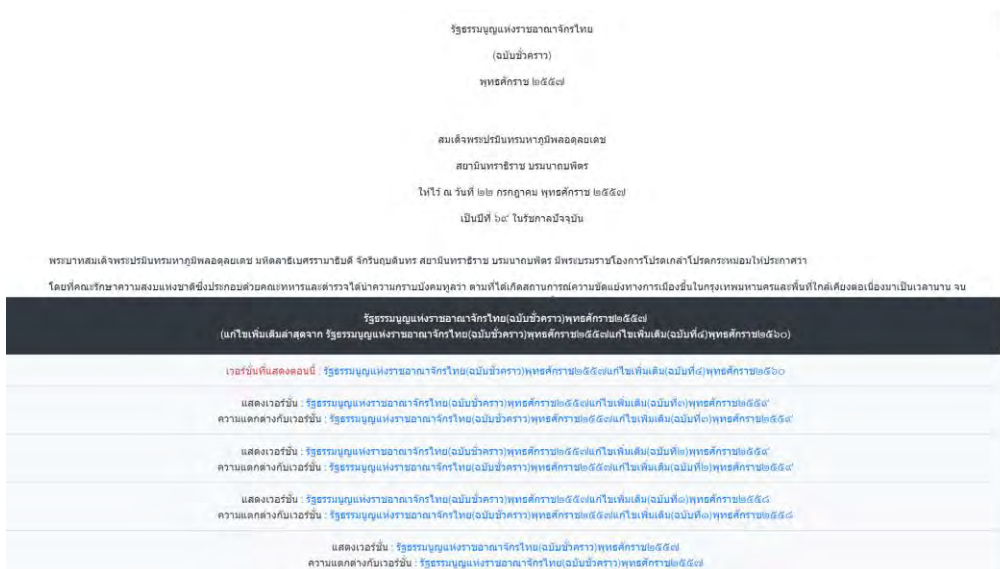 รัฐธรรมนูญแห่งราชอาณาจักรไทย
(ฉบับชั่วคราว)
พุทธศักราช ๒๕๕๗
สมเด็จพระปรมินทรมหาภูมิพลอดุลยเดช
สยามินทราธิราช บรมนาถบพิตร
ให้ไว้ ณ วันที่ ๒๒ กรกฎาคม พุทธศักราช ๒๕๕๗
เป็นปีที่ ๖๙ ในรัชกาลปัจจุบัน
พระบาทสมเด็จพระปรมินทรมหาภูมิพลอดุลยเดช มหิตลาธิเบศรรามาธิบดี จักรีนฤบดินทร สยามินทราธิราช บรมนาถบพิตร มีพระบรมราชโองการโปรดเกล้าโปรดกระหม่อมให้ประกาศว่า
โดยที่คณะรักษาความสงบแห่งชาติซึ่งประกอบด้วยคณะทหารและตำรวจได้นำความกราบบังคมทูลว่า ตามที่ได้เกิดสถานการณ์ความขัดแย้งทางการเมืองขึ้นในกรุงเทพมหานครและพื้นที่ใกล้เคียงต่อเนื่องมาเป็นเวลานาน จน
รัฐธรรมนูญแห่งราชอาณาจักรไทย(ฉบับชั่วคราว)พุทธศักราช๒๕๕๗
(แก้ไขเพิ่มเติมล่าสุดจาก รัฐธรรมนูญแห่งราชอาณาจักรไทย(ฉบับชั่วคราว)พุทธศักราช๒๕๕๗แก้ไขเพิ่มเติม(ฉบับที่๔)พุทธศักราช๒๕๖๐)
เวอร์ชั่นที่แสดงตอนนี้ : รัฐธรรมนูญแห่งราชอาณาจักรไทย(ฉบับชั่วคราว)พุทธศักราช๒๕๕๗แก้ไขเพิ่มเติม(ฉบับที่๔)พุทธศักราช๒๕๖๐
แสดงเวอร์ชั่น : รัฐธรรมนูญแห่งราชอาณาจักรไทย(ฉบับชั่วคราว)พุทธศักราช๒๕๕๗แก้ไขเพิ่มเติม(ฉบับที่๓)พุทธศักราช๒๕๕๙
ความแตกต่างกับเวอร์ชั่น : รัฐธรรมนูญแห่งราชอาณาจักรไทย(ฉบับชั่วคราว)พุทธศักราช๒๕๕๗แก้ไขเพิ่มเติม(ฉบับที่๓)พุทธศักราช๒๕๕๙
แสดงเวอร์ชั่น : รัฐธรรมนูญแห่งราชอาณาจักรไทย(ฉบับชั่วคราว)พุทธศักราช๒๕๕๗แก้ไขเพิ่มเติม(ฉบับที่๒)พุทธศักราช๒๕๕๙
ความแตกต่างกับเวอร์ชั่น : รัฐธรรมนูญแห่งราชอาณาจักรไทย(ฉบับชั่วคราว)พุทธศักราช๒๕๕๗แก้ไขเพิ่มเติม(ฉบับที่๒)พุทธศักราช๒๕๕๙
แสดงเวอร์ชั่น : รัฐธรรมนูญแห่งราชอาณาจักรไทย(ฉบับชั่วคราว)พุทธศักราช๒๕๕๗แก้ไขเพิ่มเติม(ฉบับที่๑)พุทธศักราช๒๕๕๘
ความแตกต่างกับเวอร์ชั่น : รัฐธรรมนูญแห่งราชอาณาจักรไทย(ฉบับชั่วคราว)พุทธศักราช๒๕๕๗แก้ไขเพิ่มเติม(ฉบับที่๑)พุทธศักราช๒๕๕๘
แสดงเวอร์ชั่น : รัฐธรรมนูญแห่งราชอาณาจักรไทย(ฉบับชั่วคราว)พุทธศักราช๒๕๕๗
ความแตกต่างกับเวอร์ชั่น : รัฐธรรมนูญแห่งราชอาณาจักรไทย(ฉบับชั่วคราว)พุทธศักราช๒๕๕๗